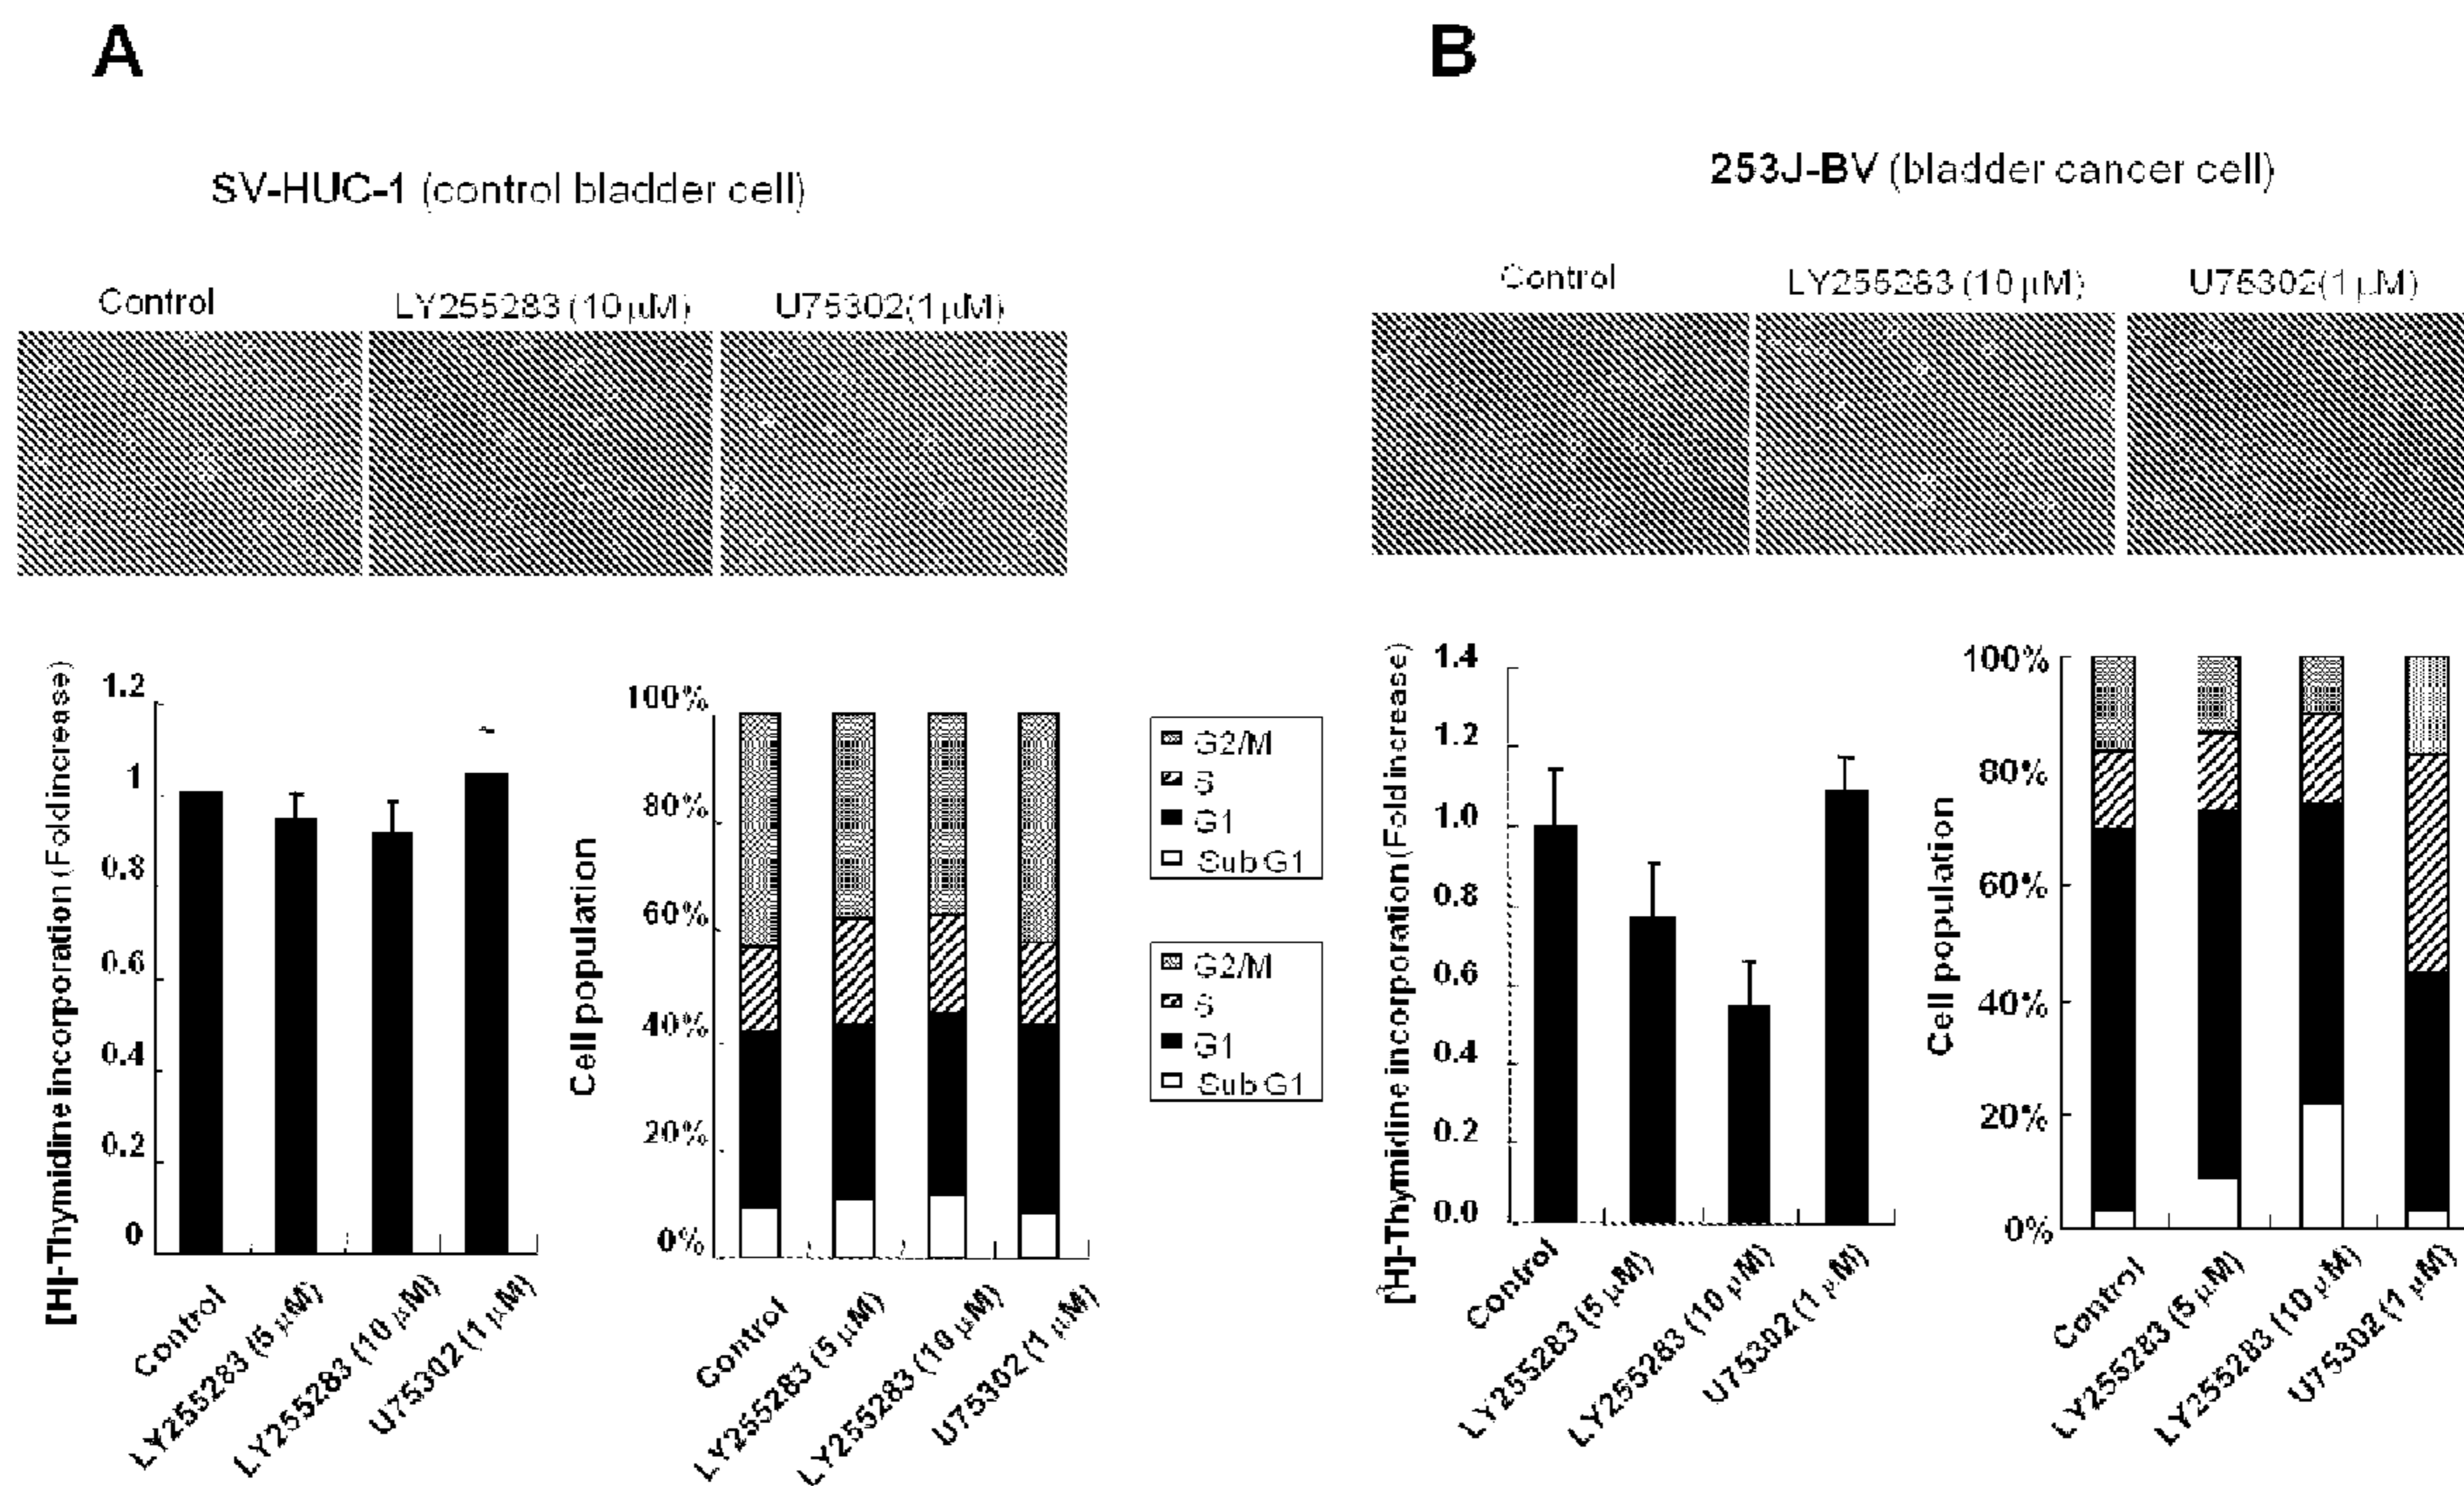 A
SV-HUC-1 (control bladder cell)
Control
LY255283 (10 μM)
U75302(1 μM)
[H]-Thymidine incorporation (Fold increase)
1.2
1
0.8
0.6
0.4
0.2
0
Control
LY255283 (5 μM)
LY255283 (10 μM)
U75302 (1 μM)
Cell population
100%
80%
60%
40%
20%
0%
Control
LY255283 (5 μM)
LY255283 (10 μM)
U75302 (1 μM)
G2/M
S
G1
Sub G1
G2/M
S
G1
Sub G1
B
253J-BV (bladder cancer cell)
Control
LY255283 (10 μM)
U75302(1 μM)
[³H]-Thymidine incorporation (Fold increase)
1.4
1.2
1.0
0.8
0.6
0.4
0.2
0.0
Control
LY255283 (5 μM)
LY255283 (10 μM)
U75302 (1 μM)
Cell population
100%
80%
60%
40%
20%
0%
Control
LY255283 (5 μM)
LY255283 (10 μM)
U75302 (1 μM)